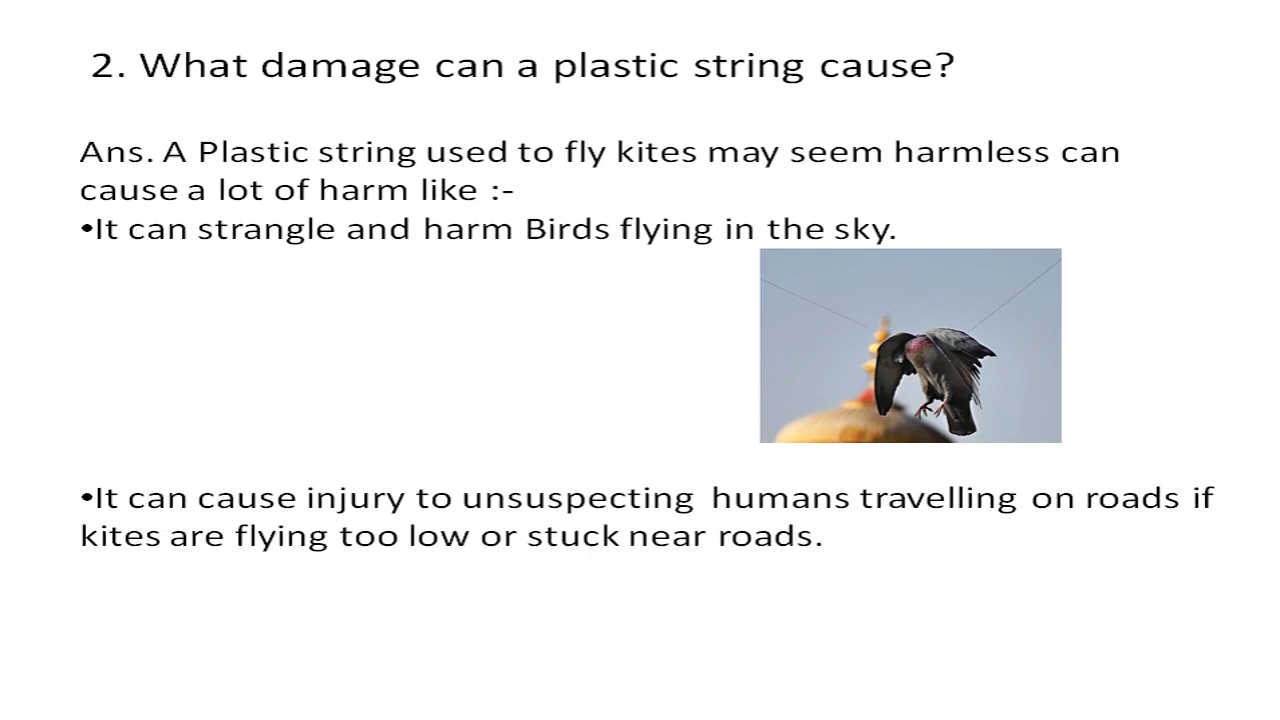 2. What damage can a plastic string cause?
Ans. A Plastic string used to fly kites may seem harmless can
cause a lot of harm like :-
•It can strangle and harm Birds flying in the sky.
•It can cause injury to unsuspecting humans travelling on roads if
kites are flying too low or stuck near roads.